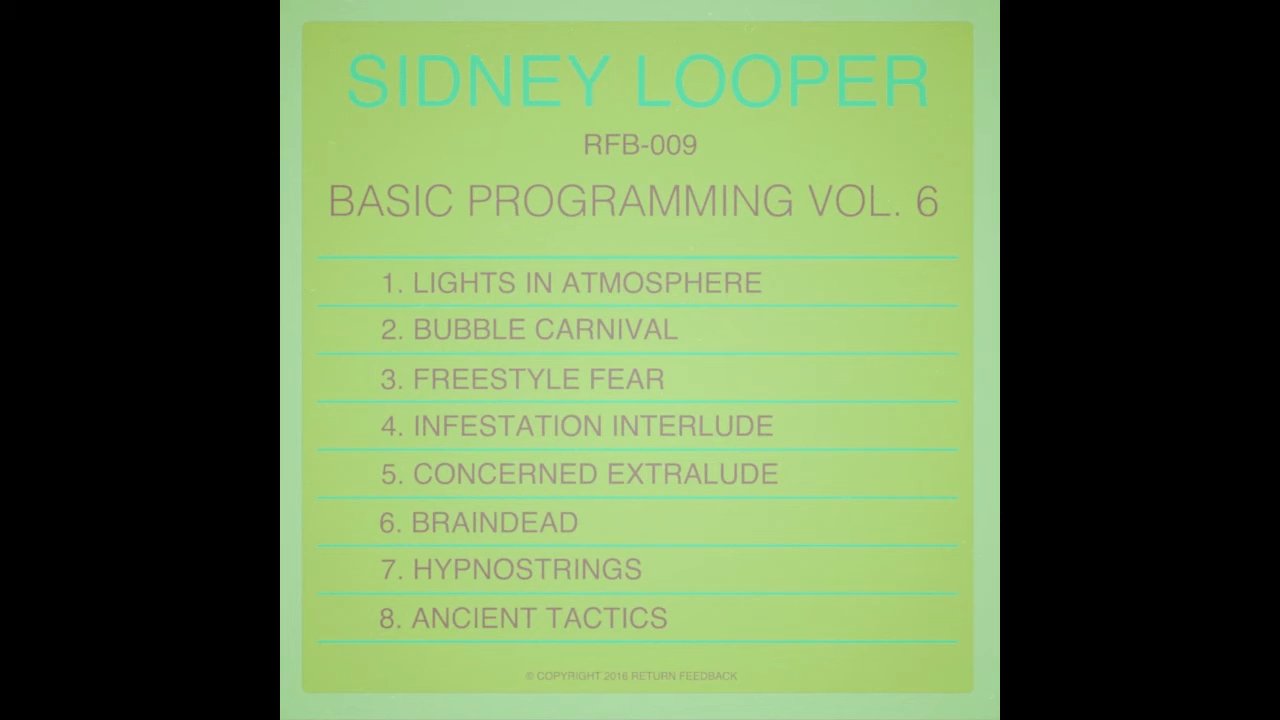 SIDNEY LOOPER
RFB-009
BASIC PROGRAMMING VOL. 6
1. LIGHTS IN ATMOSPHERE
2. BUBBLE CARNIVAL
3. FREESTYLE FEAR
4. INFESTATION INTERLUDE
5. CONCERNED EXTRALUDE
6. BRAINDEAD
7. HYPNOSTRINGS
8. ANCIENT TACTICS
© COPYRIGHT 2016 RETURN FEEDBACK